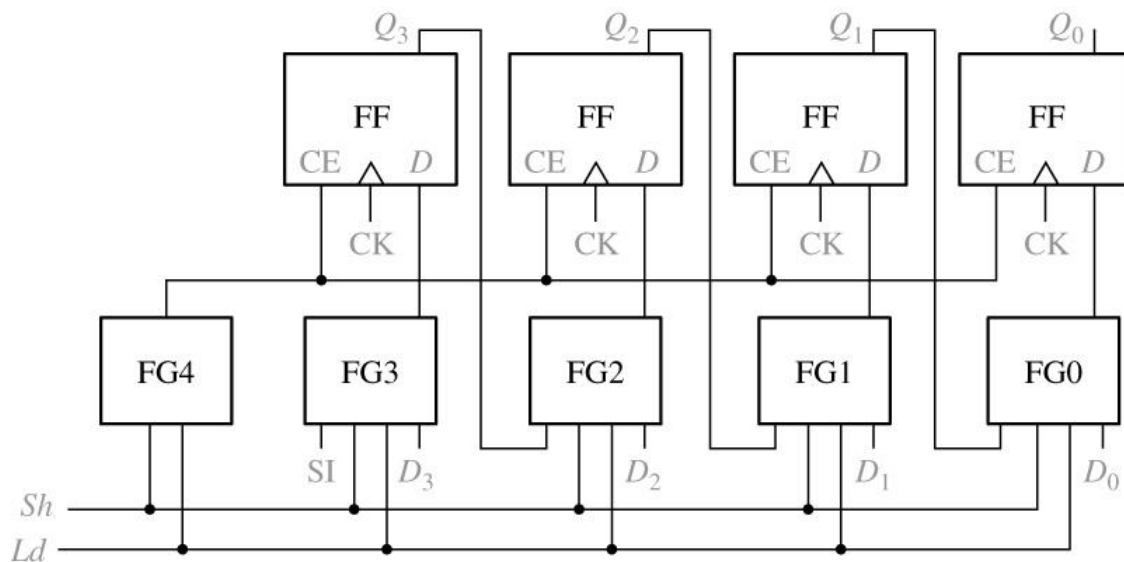 Q3 Q2 Q1 Q0
FF FF FF FF
CE D CE D CE D CE D
CK CK CK CK
FG4 FG3 FG2 FG1 FG0
SI D3 D2 D1 D0
Sh
Ld